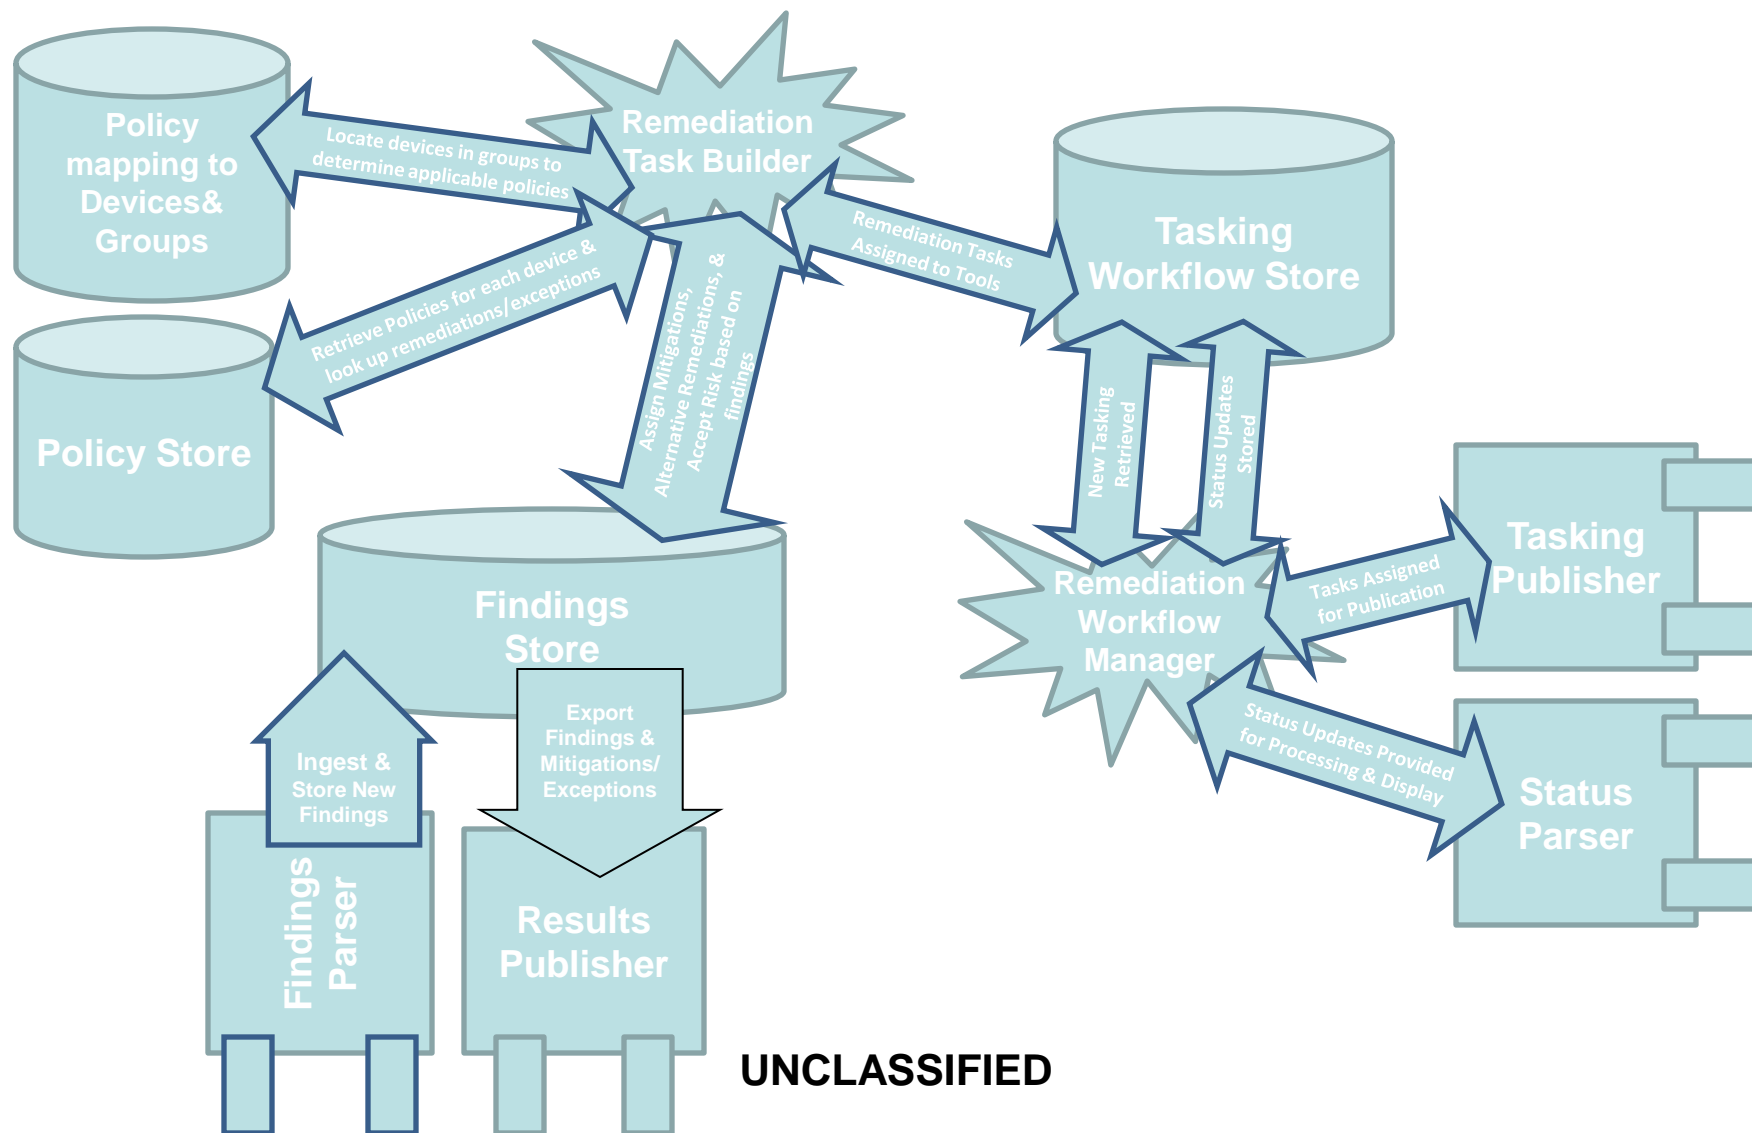 Policy
mapping to
Devices&
Groups
Locate devices in groups to
determine applicable policies
Remediation
Task Builder
Retrieve Policies for each device &
look up remediations/exceptions
Policy Store
Assign Mitigations,
Alternative Remediations, &
Accept Risk based on
findings
Remediation Tasks
Assigned to Tools
Tasking
Workflow Store
New Tasking
Retrieved
Status Updates
Stored
Remediation
Workflow
Manager
Tasks Assigned
for Publication
Tasking
Publisher
Status Updates Provided
for Processing & Display
Status
Parser
Findings
Store
Ingest &
Store New
Findings
Export
Findings &
Mitigations/
Exceptions
Findings
Parser
Results
Publisher
UNCLASSIFIED